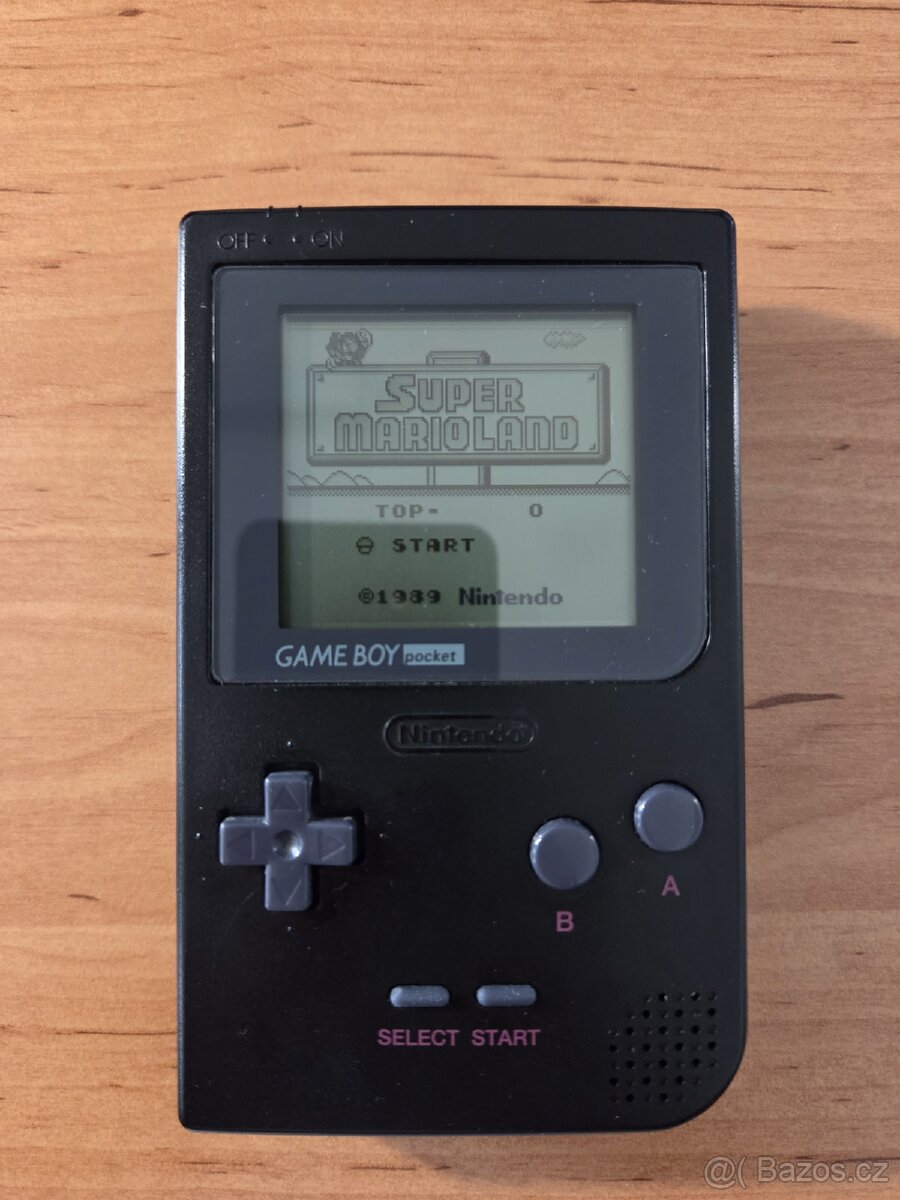 OFF ON
SUPER
MARIOLAND
TOP- 0
START
©1989 Nintendo
GAME BOY pocket
Nintendo
A
B
SELECT START
@( Bazos.cz